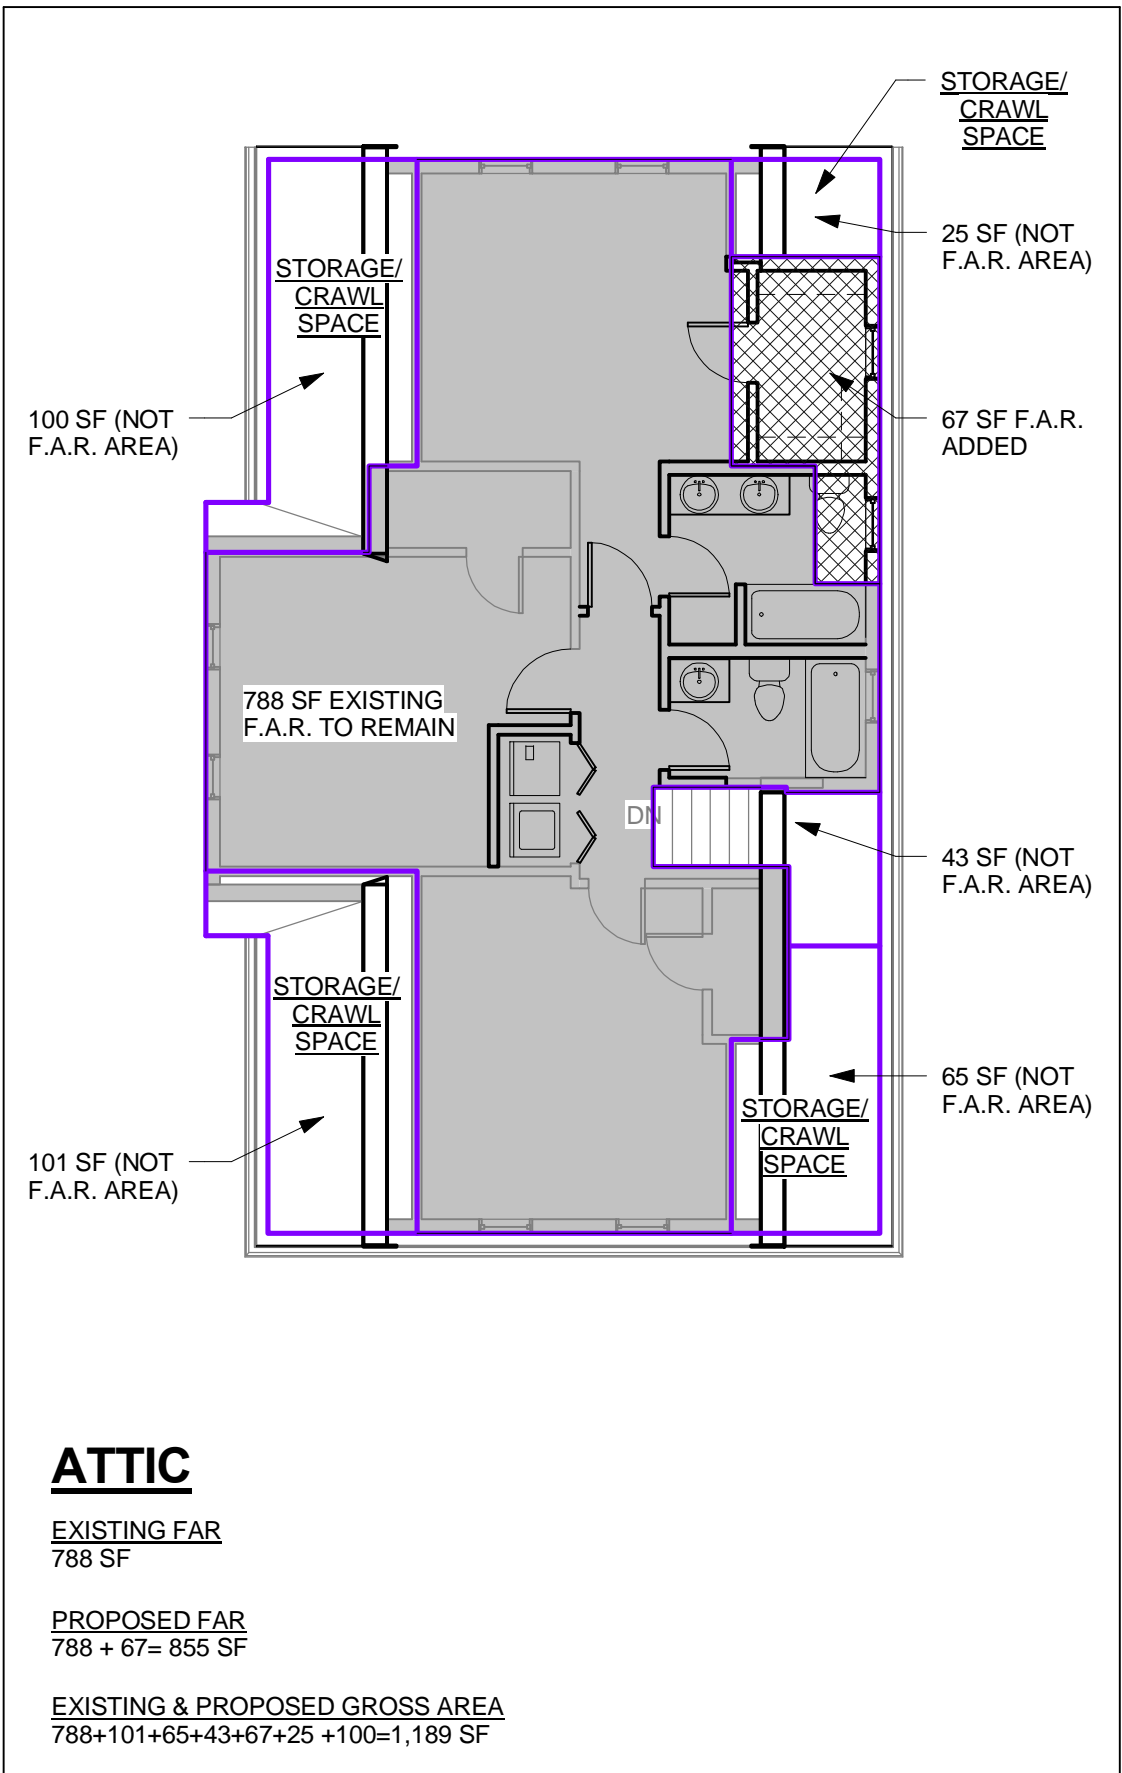 STORAGE/
CRAWL
SPACE
25 SF (NOT
F.A.R. AREA)
STORAGE/
CRAWL
SPACE
100 SF (NOT
F.A.R. AREA)
67 SF F.A.R.
ADDED
788 SF EXISTING
F.A.R. TO REMAIN
DN
43 SF (NOT
F.A.R. AREA)
STORAGE/
CRAWL
SPACE
65 SF (NOT
F.A.R. AREA)
STORAGE/
CRAWL
SPACE
101 SF (NOT
F.A.R. AREA)
ATTIC
EXISTING FAR
788 SF
PROPOSED FAR
788 + 67= 855 SF
EXISTING & PROPOSED GROSS AREA
788+101+65+43+67+25 +100=1,189 SF